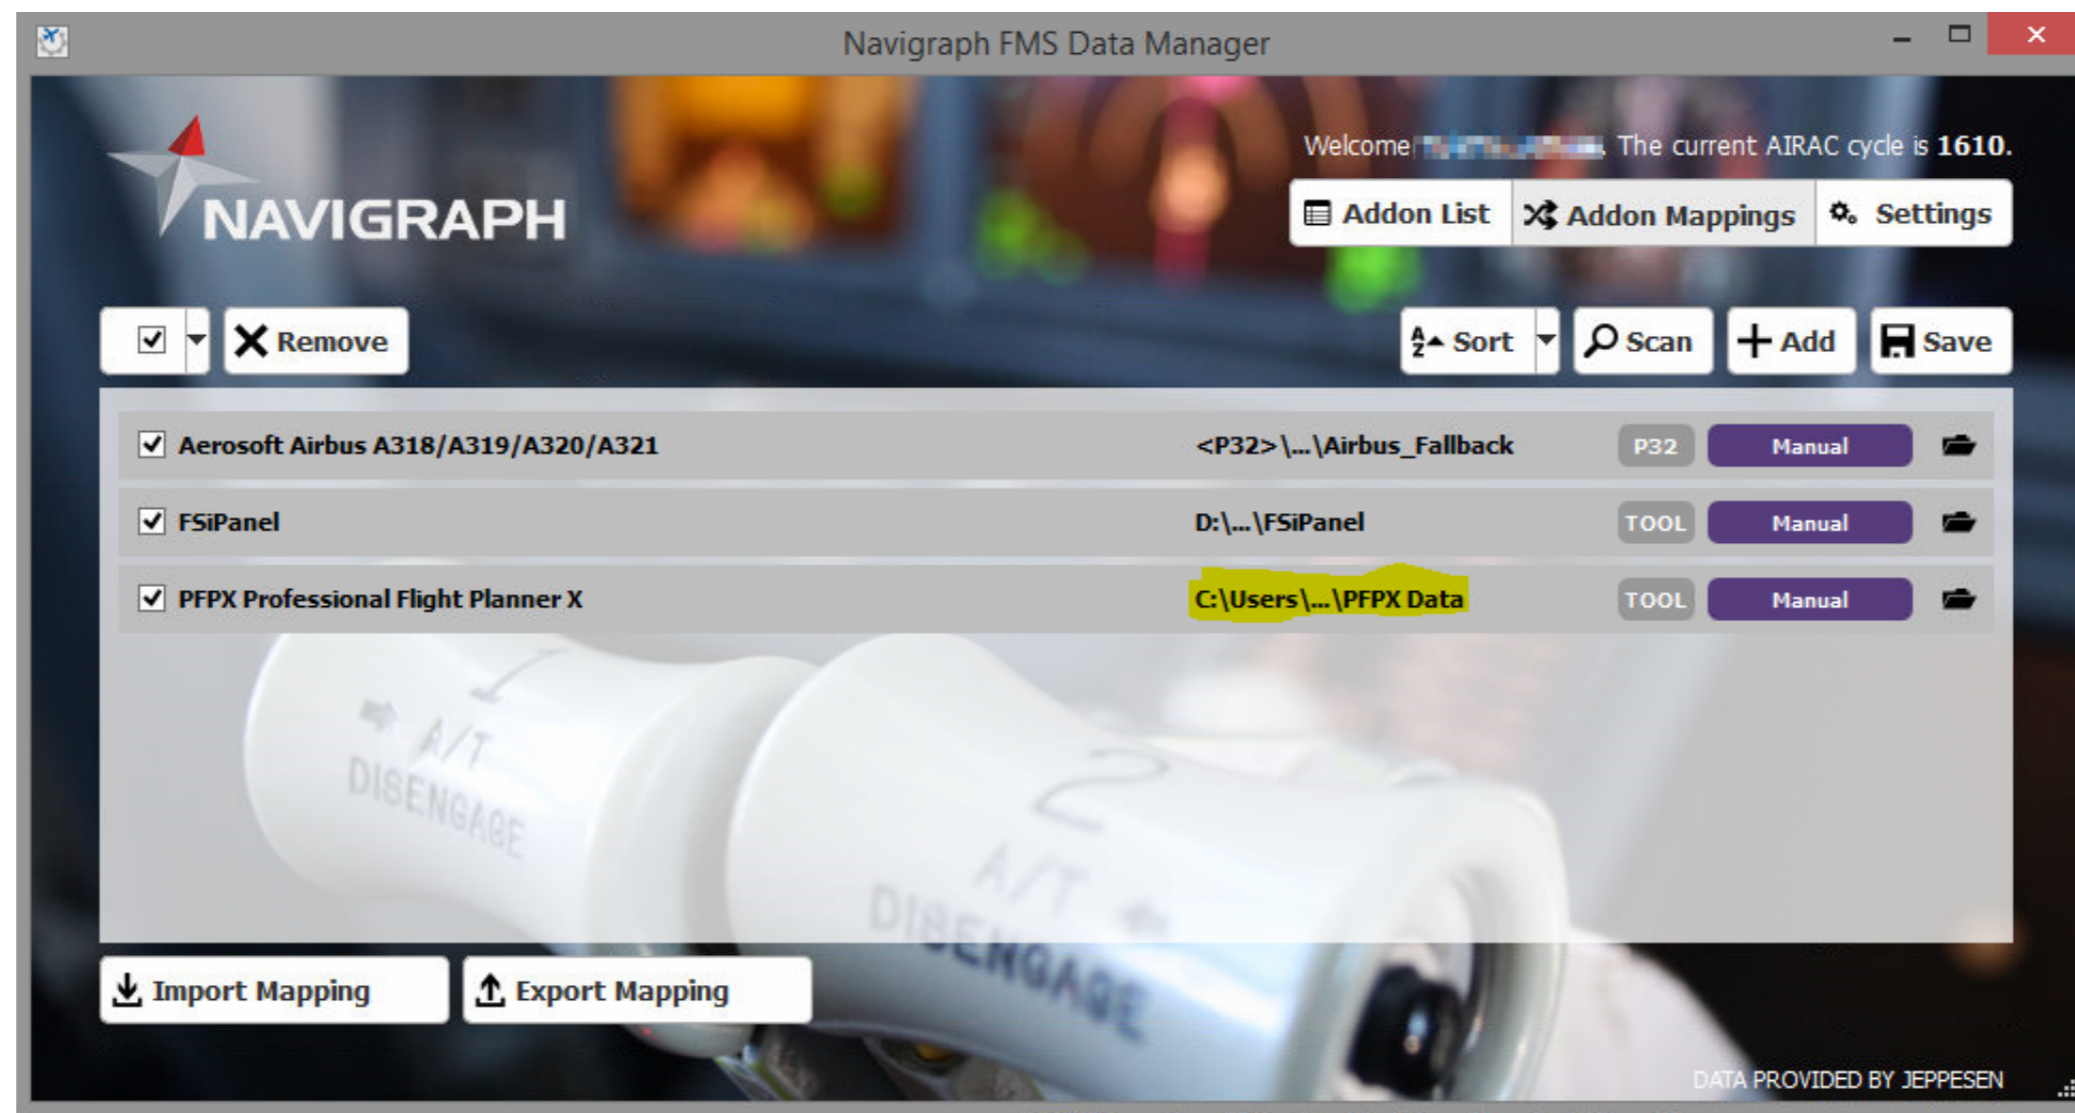 Navigraph FMS Data Manager
Welcome . The current AIRAC cycle is 1610.
NAVIGRAPH
Addon List Addon Mappings Settings
Remove Sort Scan Add Save
Aerosoft Airbus A318/A319/A320/A321 <P32>\...\Airbus_Fallback P32 Manual
FSiPanel D:\...\FSiPanel TOOL Manual
PFPX Professional Flight Planner X C:\Users\...\PFPX Data TOOL Manual
1
A/T
DISENGAGE
2
A/T
DISENGAGE
Import Mapping Export Mapping
DATA PROVIDED BY JEPPESEN